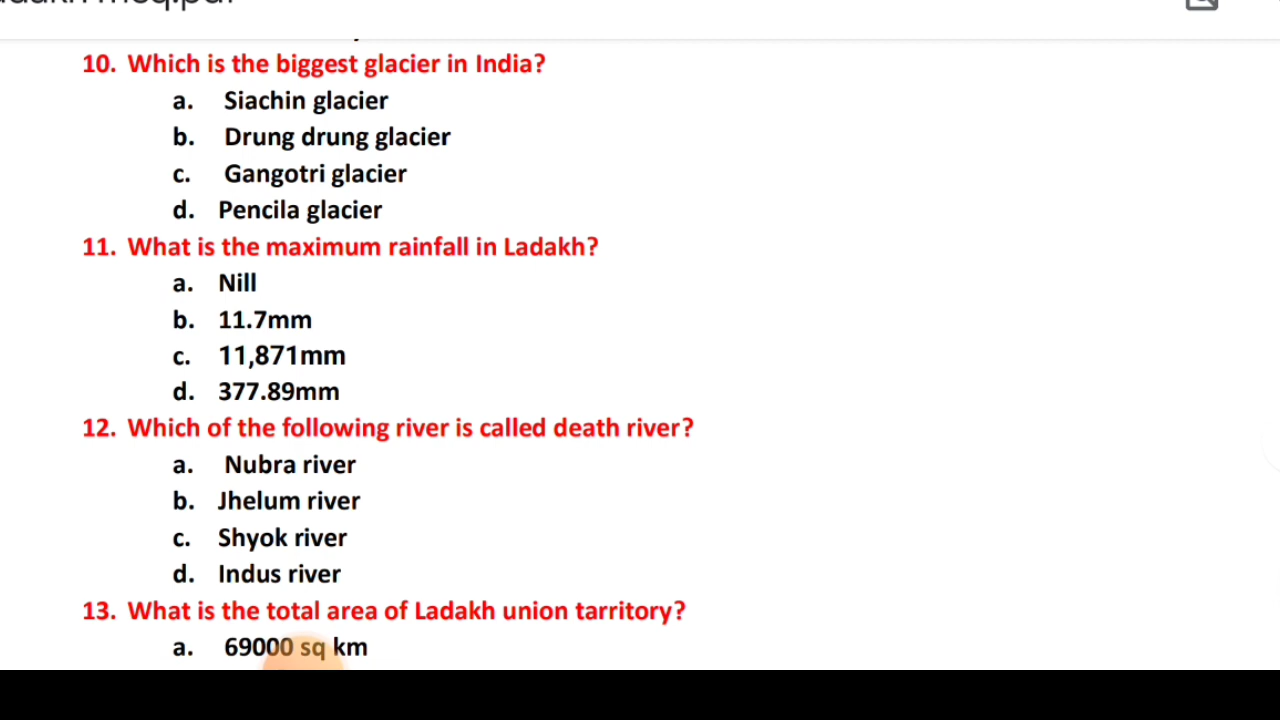 10. Which is the biggest glacier in India?
a. Siachin glacier
b. Drung drung glacier
c. Gangotri glacier
d. Pencila glacier
11. What is the maximum rainfall in Ladakh?
a. Nill
b. 11.7mm
c. 11,871mm
d. 377.89mm
12. Which of the following river is called death river?
a. Nubra river
b. Jhelum river
c. Shyok river
d. Indus river
13. What is the total area of Ladakh union tarritory?
a. 69000 sq km